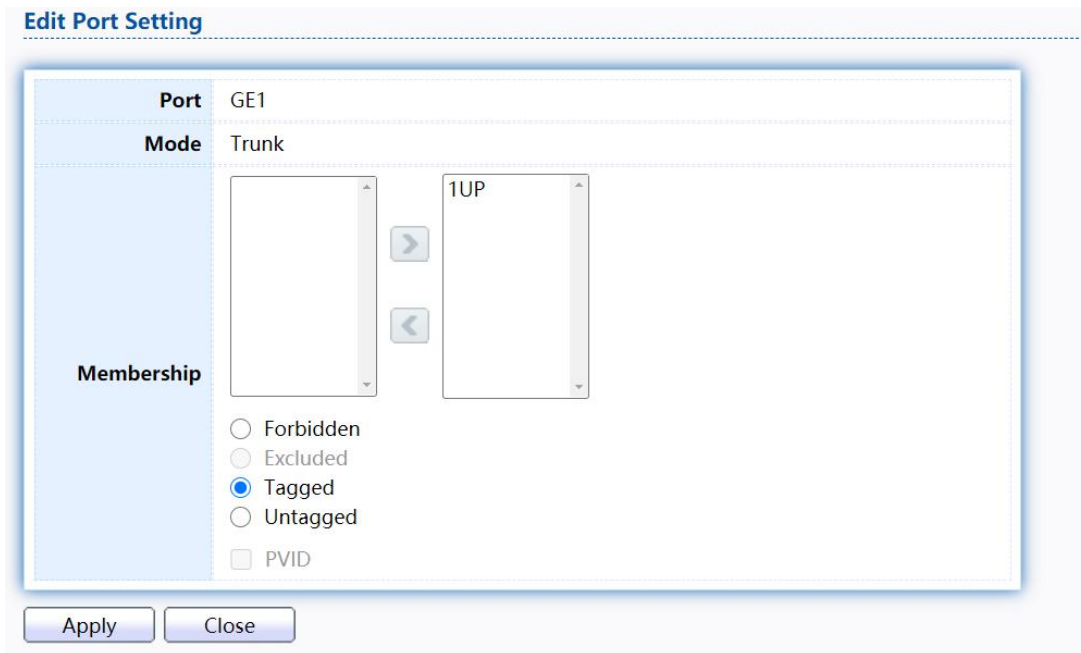 Edit Port Setting
Port GE1
Mode Trunk
1UP
Membership
Forbidden
Excluded
Tagged
Untagged
PVID
Apply Close